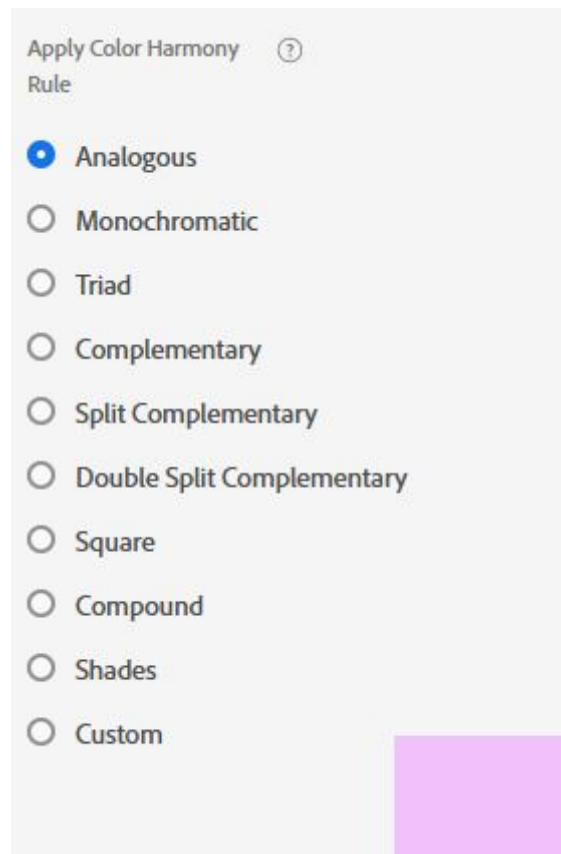 Apply Color Harmony
Rule
Analogous
Monochromatic
Triad
Complementary
Split Complementary
Double Split Complementary
Square
Compound
Shades
Custom